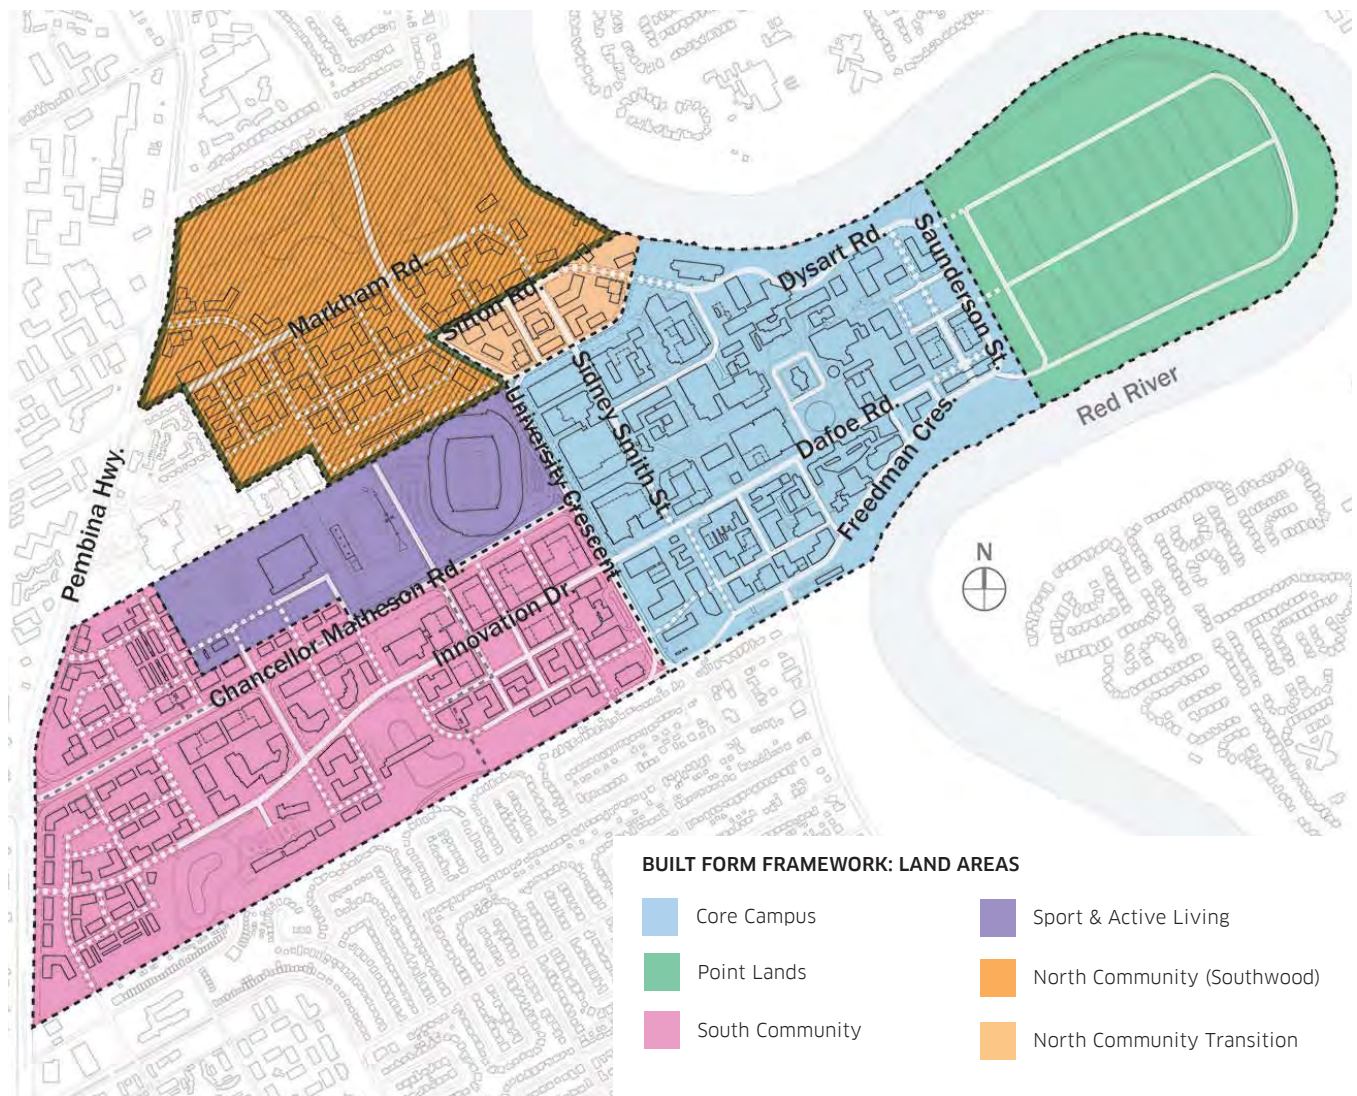 Markham Rd.
Sifton Rd.
Dysart Rd.
Saunderson St.
Sidney Smith St.
University Crescent
Dafoe Rd.
Freedman Cres.
Red River
Pembina Hwy.
Chancellor Matheson Rd.
Innovation Dr.
N
BUILT FORM FRAMEWORK: LAND AREAS
Core Campus
Point Lands
South Community
Sport & Active Living
North Community (Southwood)
North Community Transition